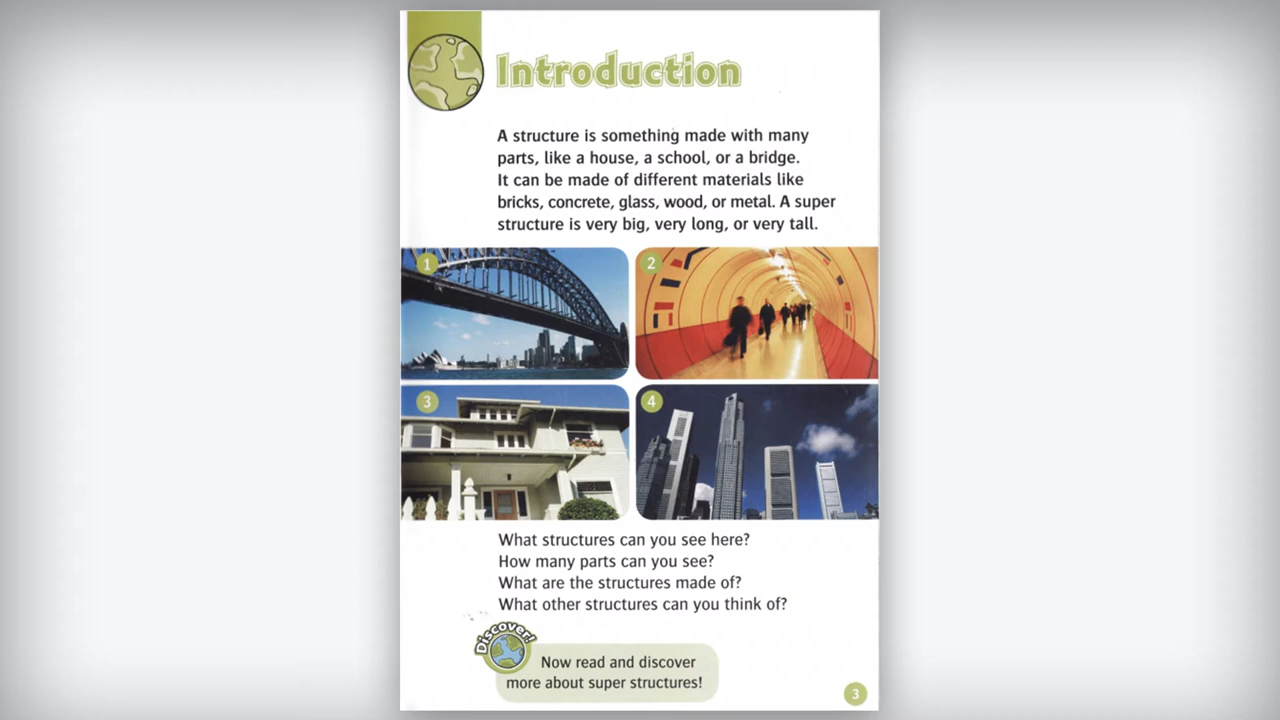 Introduction
A structure is something made with many
parts, like a house, a school, or a bridge.
It can be made of different materials like
bricks, concrete, glass, wood, or metal. A super
structure is very big, very long, or very tall.
1
2
3
4
What structures can you see here?
How many parts can you see?
What are the structures made of?
What other structures can you think of?
Discover!
Now read and discover
more about super structures!
3